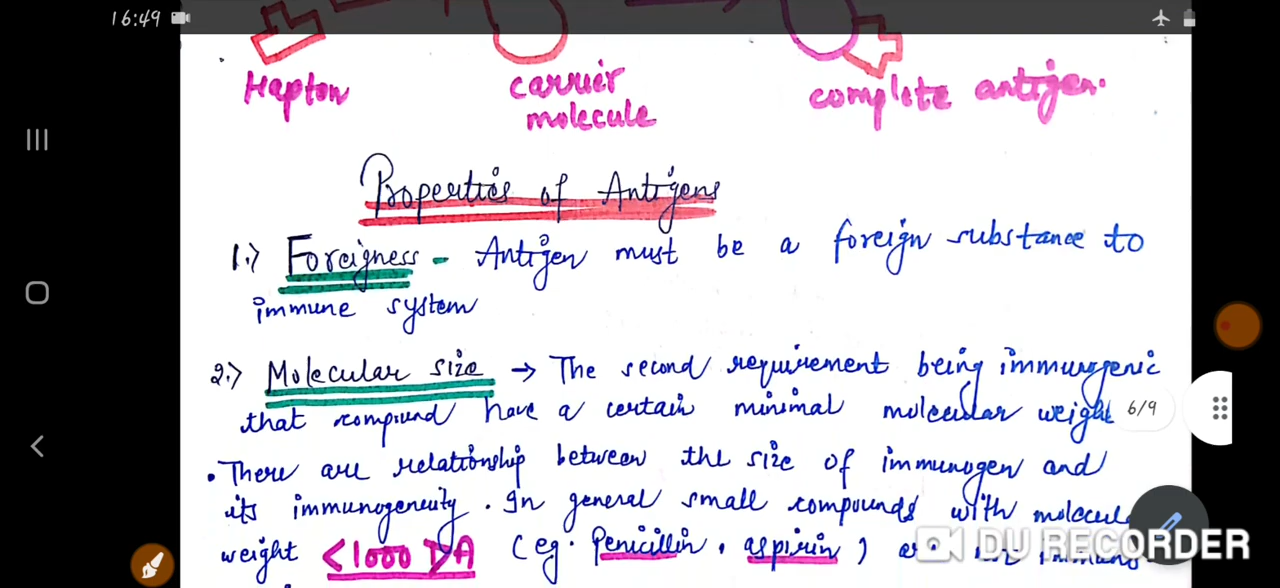 16:49
Hapton
carrier
molecule
complete antigen.
Properties of Antigens
1.) Foreigness - Antigen must be a foreign substance to
immune system
2.) Molecular size → The second requirement being immunogenic
that compound have a certain minimal molecular weight
6/9
• There are relationship between the size of immunogen and
its immunogeneity. In general small compounds with molecul
weight <1000 DA (eg. Penicillin, aspirin)
DU RECORDER